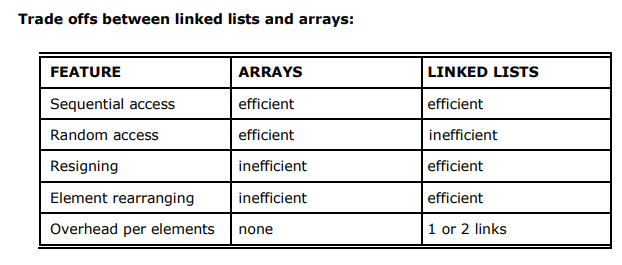 Trade offs between linked lists and arrays:
FEATURE ARRAYS LINKED LISTS
Sequential access efficient efficient
Random access efficient inefficient
Resigning inefficient efficient
Element rearranging inefficient efficient
Overhead per elements none 1 or 2 links